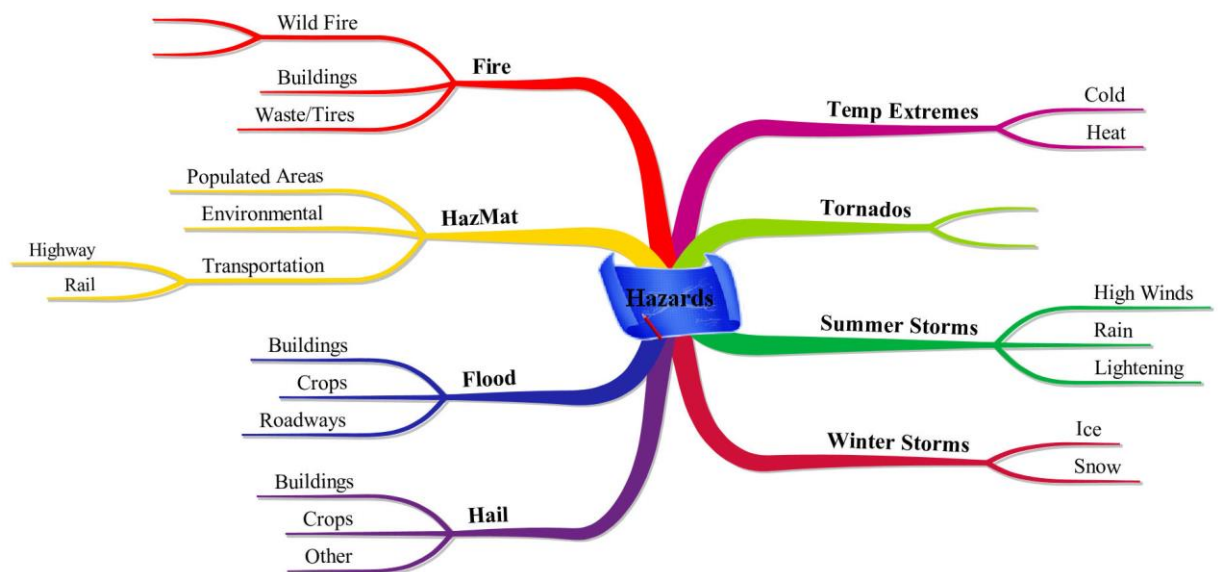 Hazards
Fire
Wild Fire
Buildings
Waste/Tires
HazMat
Populated Areas
Environmental
Transportation
Highway
Rail
Flood
Buildings
Crops
Roadways
Hail
Buildings
Crops
Other
Temp Extremes
Cold
Heat
Tornados
Summer Storms
High Winds
Rain
Lightening
Winter Storms
Ice
Snow